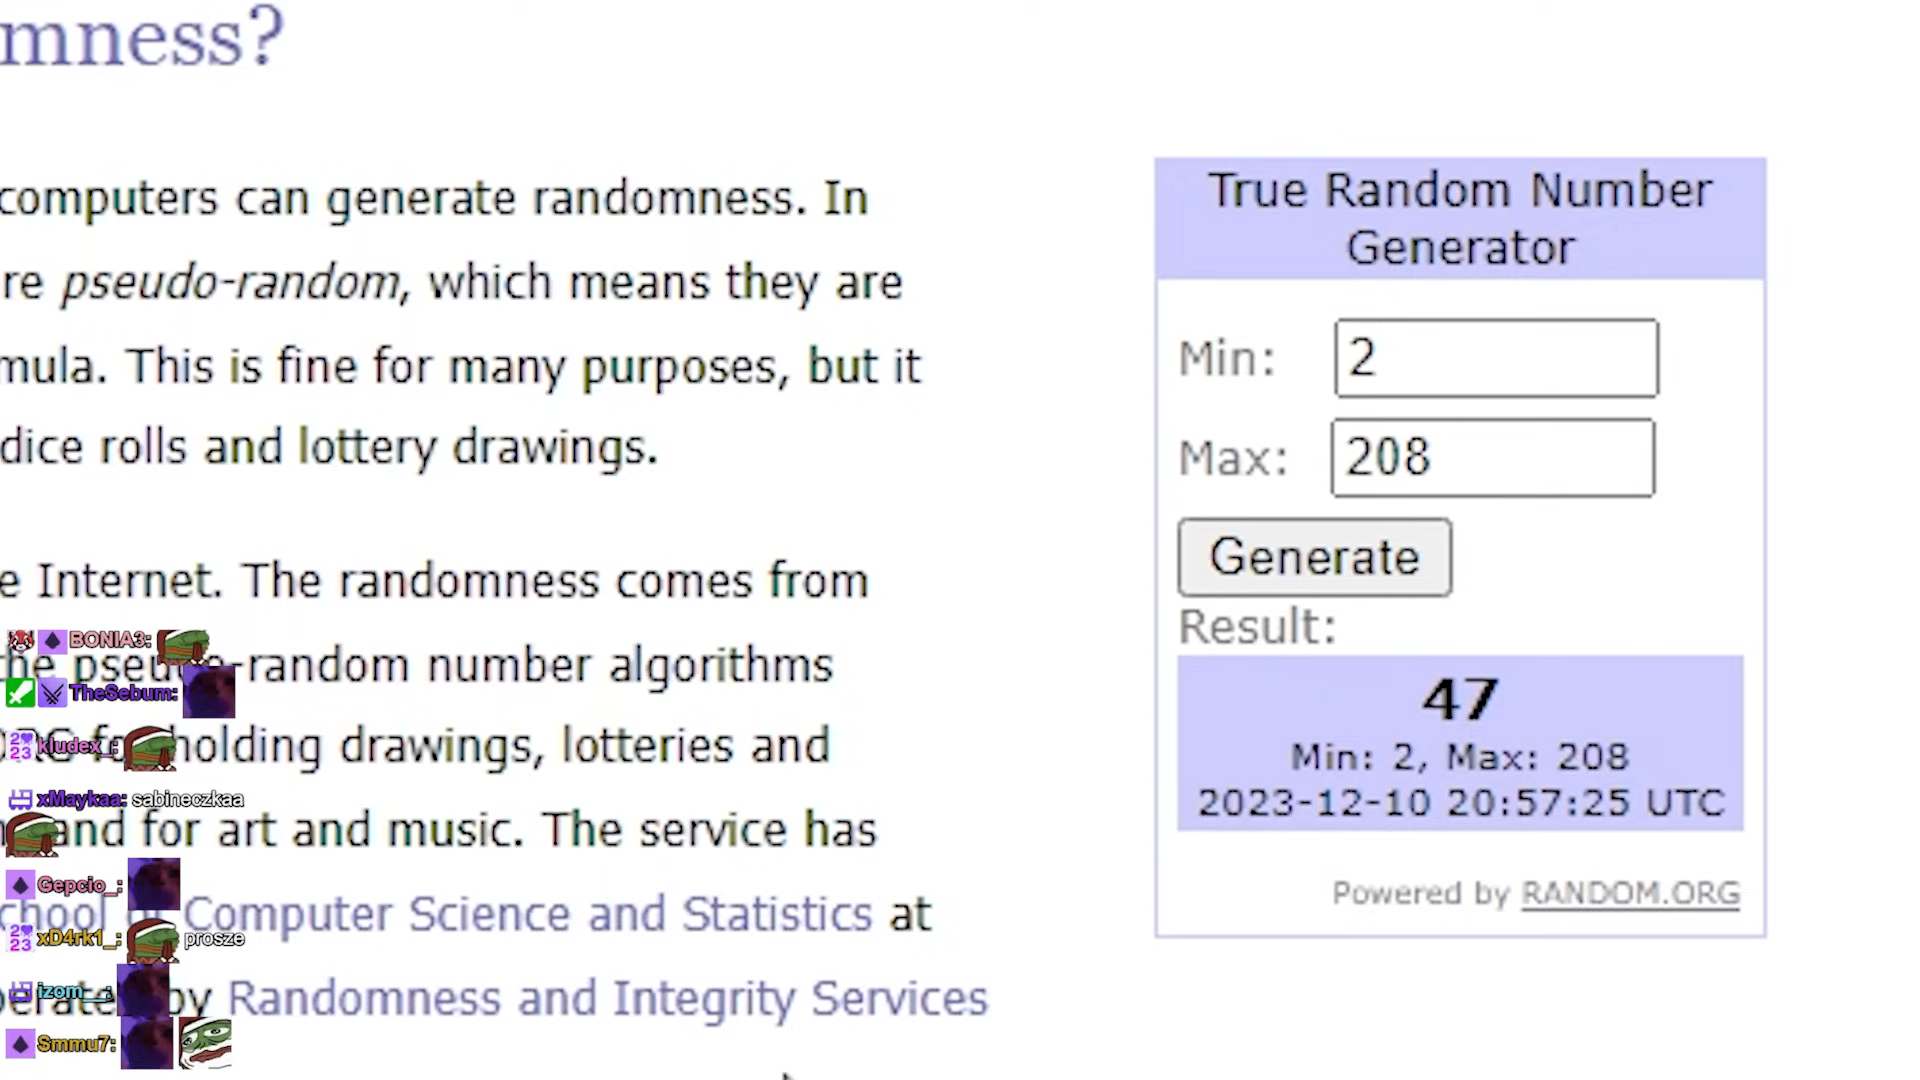 mness?
computers can generate randomness. In
re pseudo-random, which means they are
mula. This is fine for many purposes, but it
dice rolls and lottery drawings.
e Internet. The randomness comes from
the pseudo-random number algorithms
holding drawings, lotteries and
and for art and music. The service has
Computer Science and Statistics at
by Randomness and Integrity Services
True Random Number
Generator
Min: 2
Max: 208
Generate
Result:
47
Min: 2, Max: 208
2023-12-10 20:57:25 UTC
Powered by RANDOM.ORG
BONIA3:
TheSebum:
kludex_:
xMaykaa: sabineczkaa
Gepcio_:
xD4rk1_: prosze
izom__:
Smmu7: